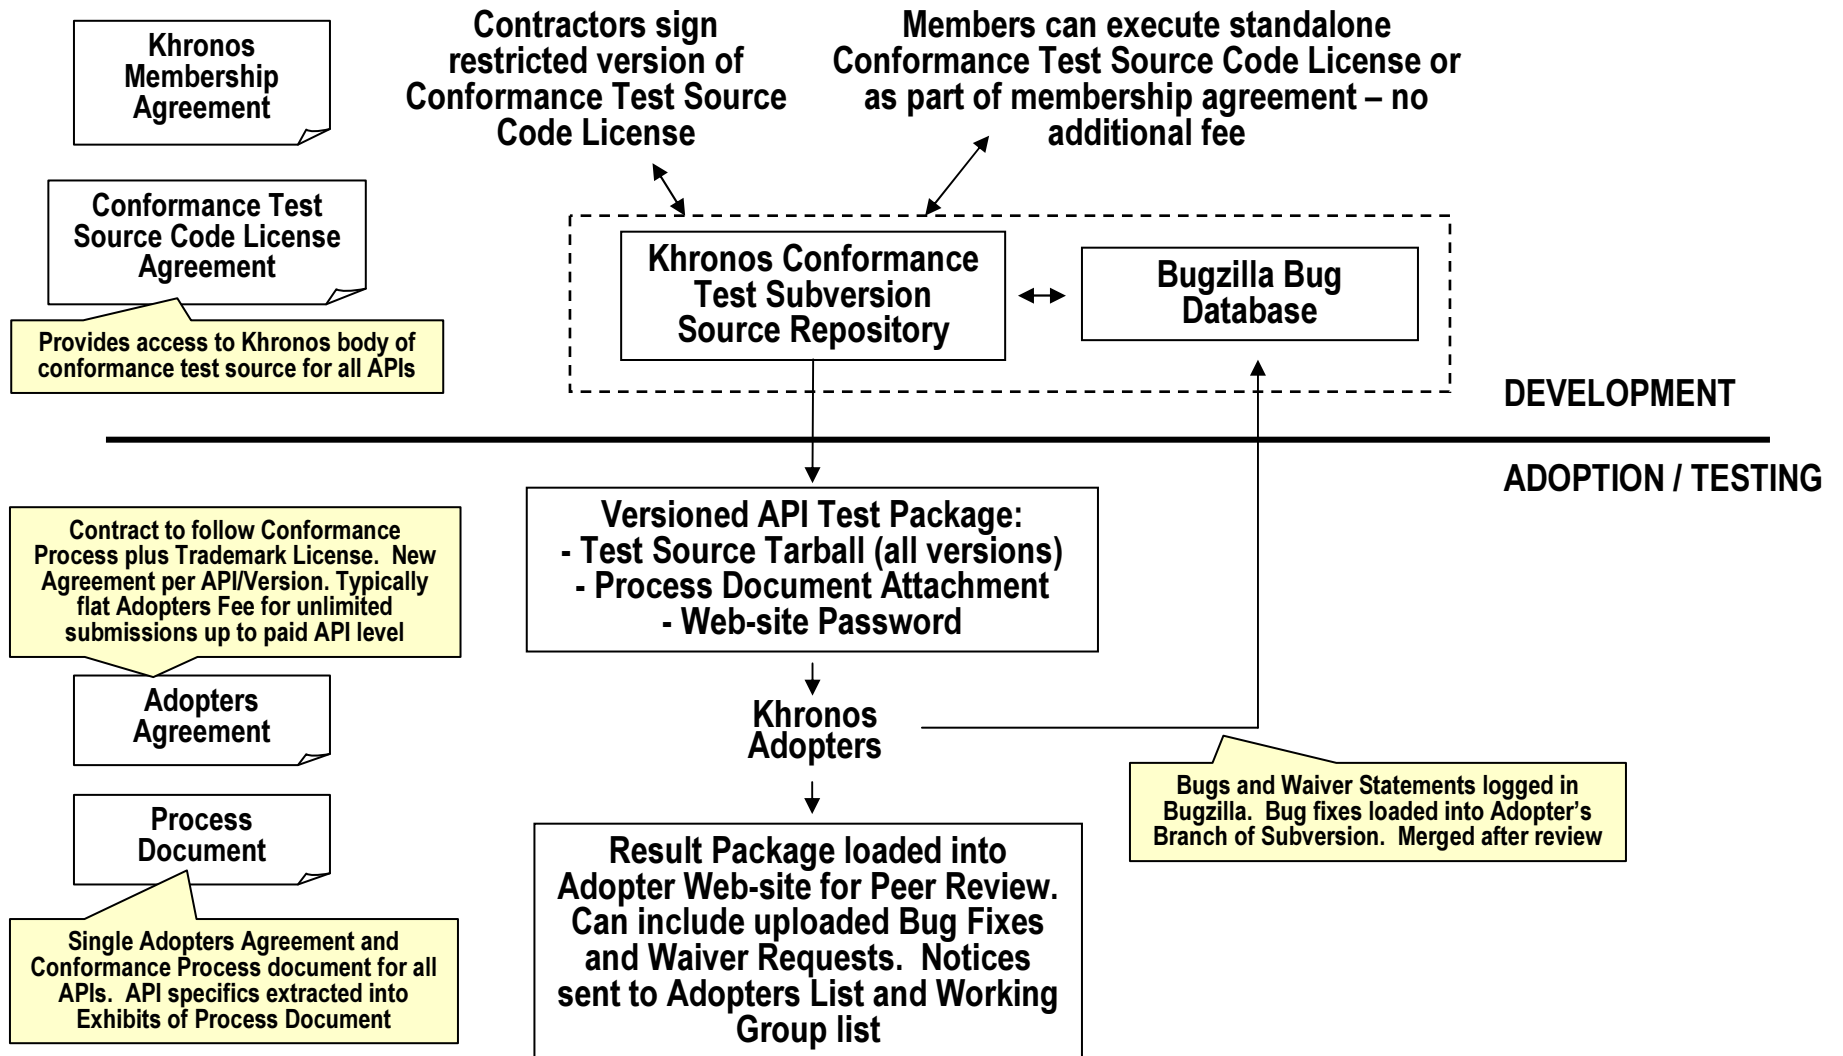 Khronos
Membership
Agreement
Contractors sign
restricted version of
Conformance Test Source
Code License
Members can execute standalone
Conformance Test Source Code License or
as part of membership agreement – no
additional fee
Conformance Test
Source Code License
Agreement
Provides access to Khronos body of
conformance test source for all APIs
Khronos Conformance
Test Subversion
Source Repository
Bugzilla Bug
Database
DEVELOPMENT
ADOPTION / TESTING
Contract to follow Conformance
Process plus Trademark License.  New
Agreement per API/Version. Typically
flat Adopters Fee for unlimited
submissions up to paid API level
Adopters
Agreement
Versioned API Test Package:
- Test Source Tarball (all versions)
- Process Document Attachment
- Web-site Password
Khronos
Adopters
Bugs and Waiver Statements logged in
Bugzilla.  Bug fixes loaded into Adopter’s
Branch of Subversion.  Merged after review
Process
Document
Single Adopters Agreement and
Conformance Process document for all
APIs.  API specifics extracted into
Exhibits of Process Document
Result Package loaded into
Adopter Web-site for Peer Review.
Can include uploaded Bug Fixes
and Waiver Requests.  Notices
sent to Adopters List and Working
Group list